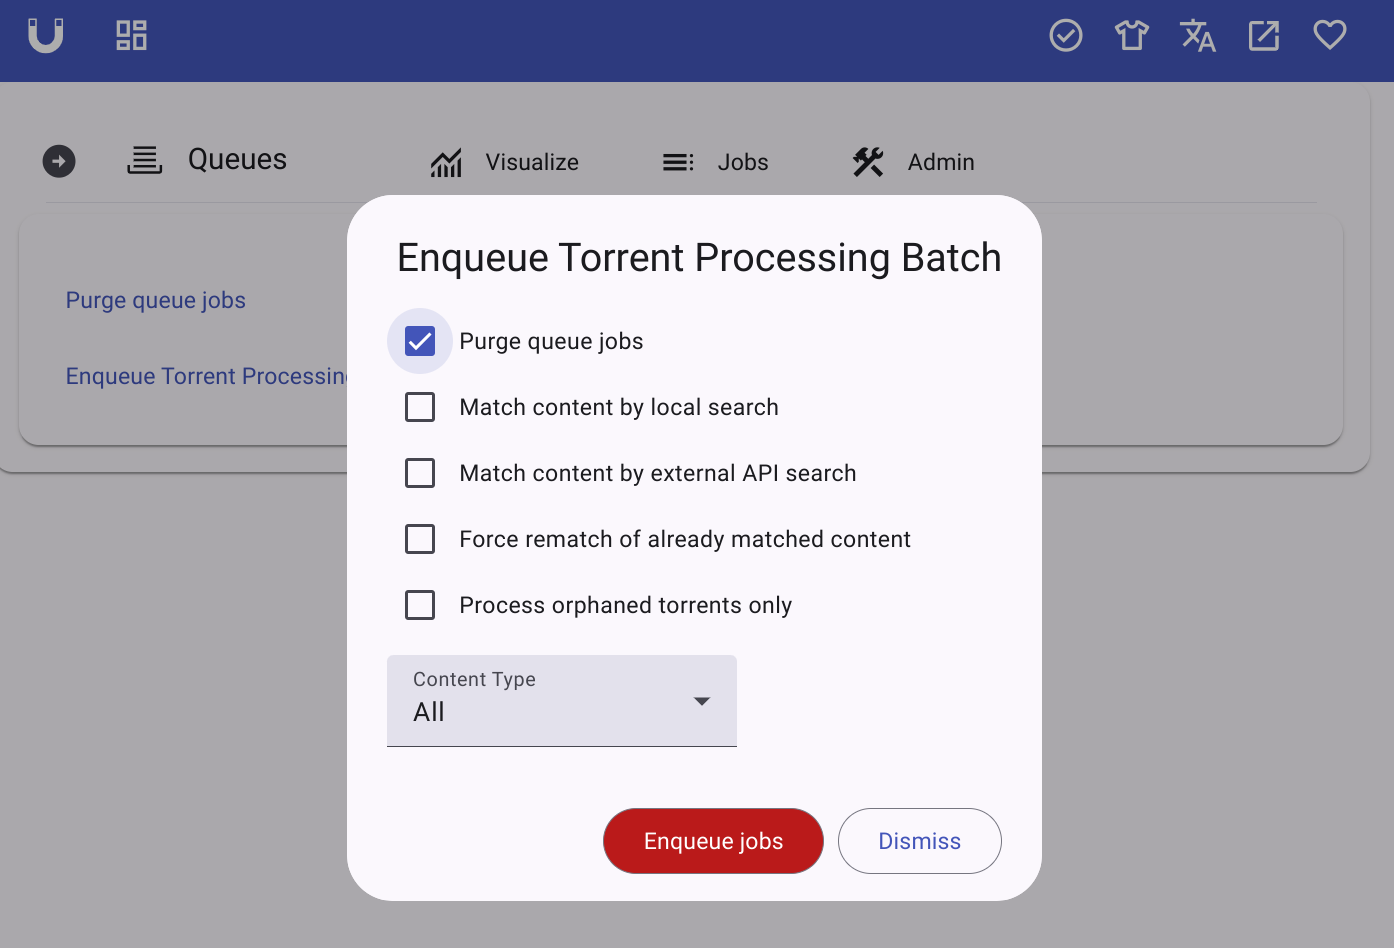 Queues
Visualize
Jobs
Admin
Purge queue jobs
Enqueue Torrent Processing
Enqueue Torrent Processing Batch
Purge queue jobs
Match content by local search
Match content by external API search
Force rematch of already matched content
Process orphaned torrents only
Content Type
All
Enqueue jobs
Dismiss